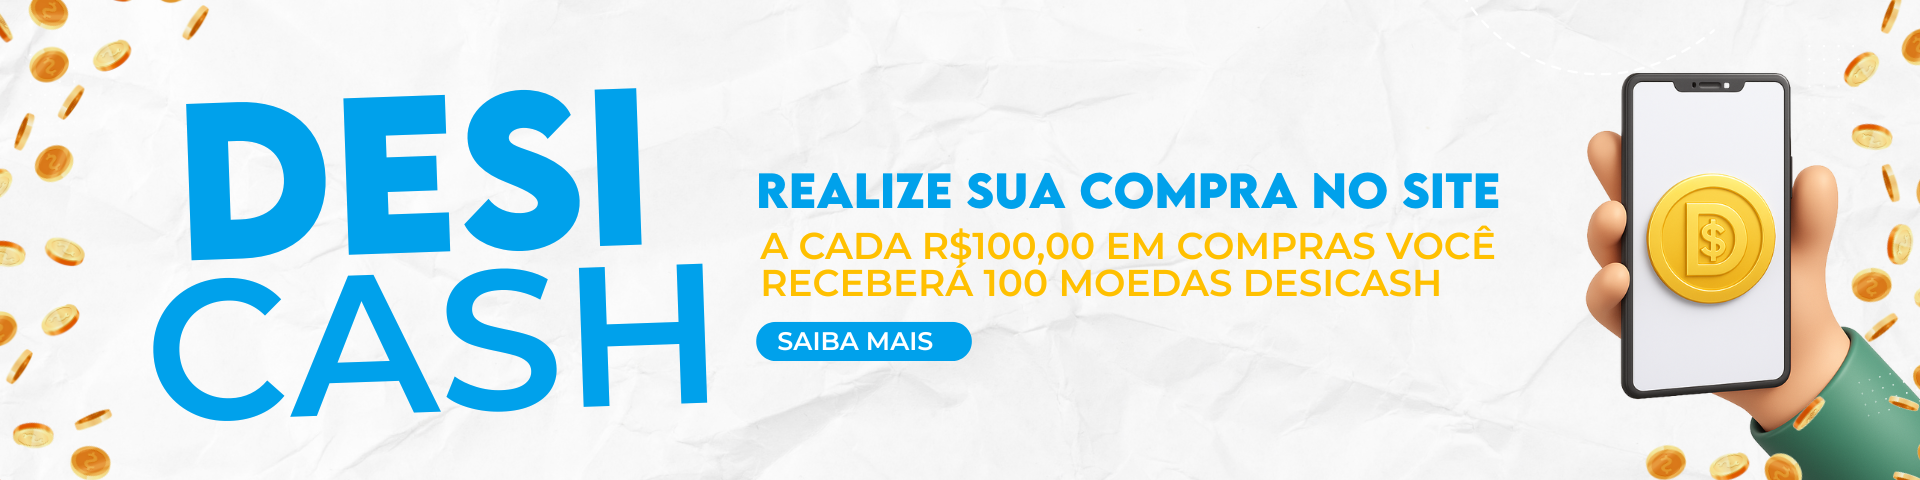 DESI
CASH
REALIZE SUA COMPRA NO SITE
A CADA R$100,00 EM COMPRAS VOCÊ
RECEBERÁ 100 MOEDAS DESICASH
SAIBA MAIS
D$